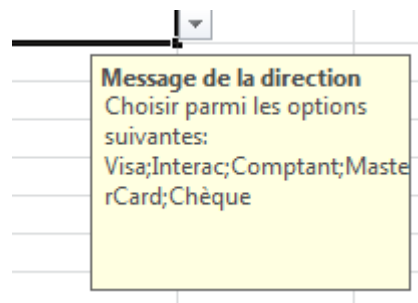 Message de la direction
Choisir parmi les options
suivantes:
Visa;Interac;Comptant;Maste
rCard;Chèque